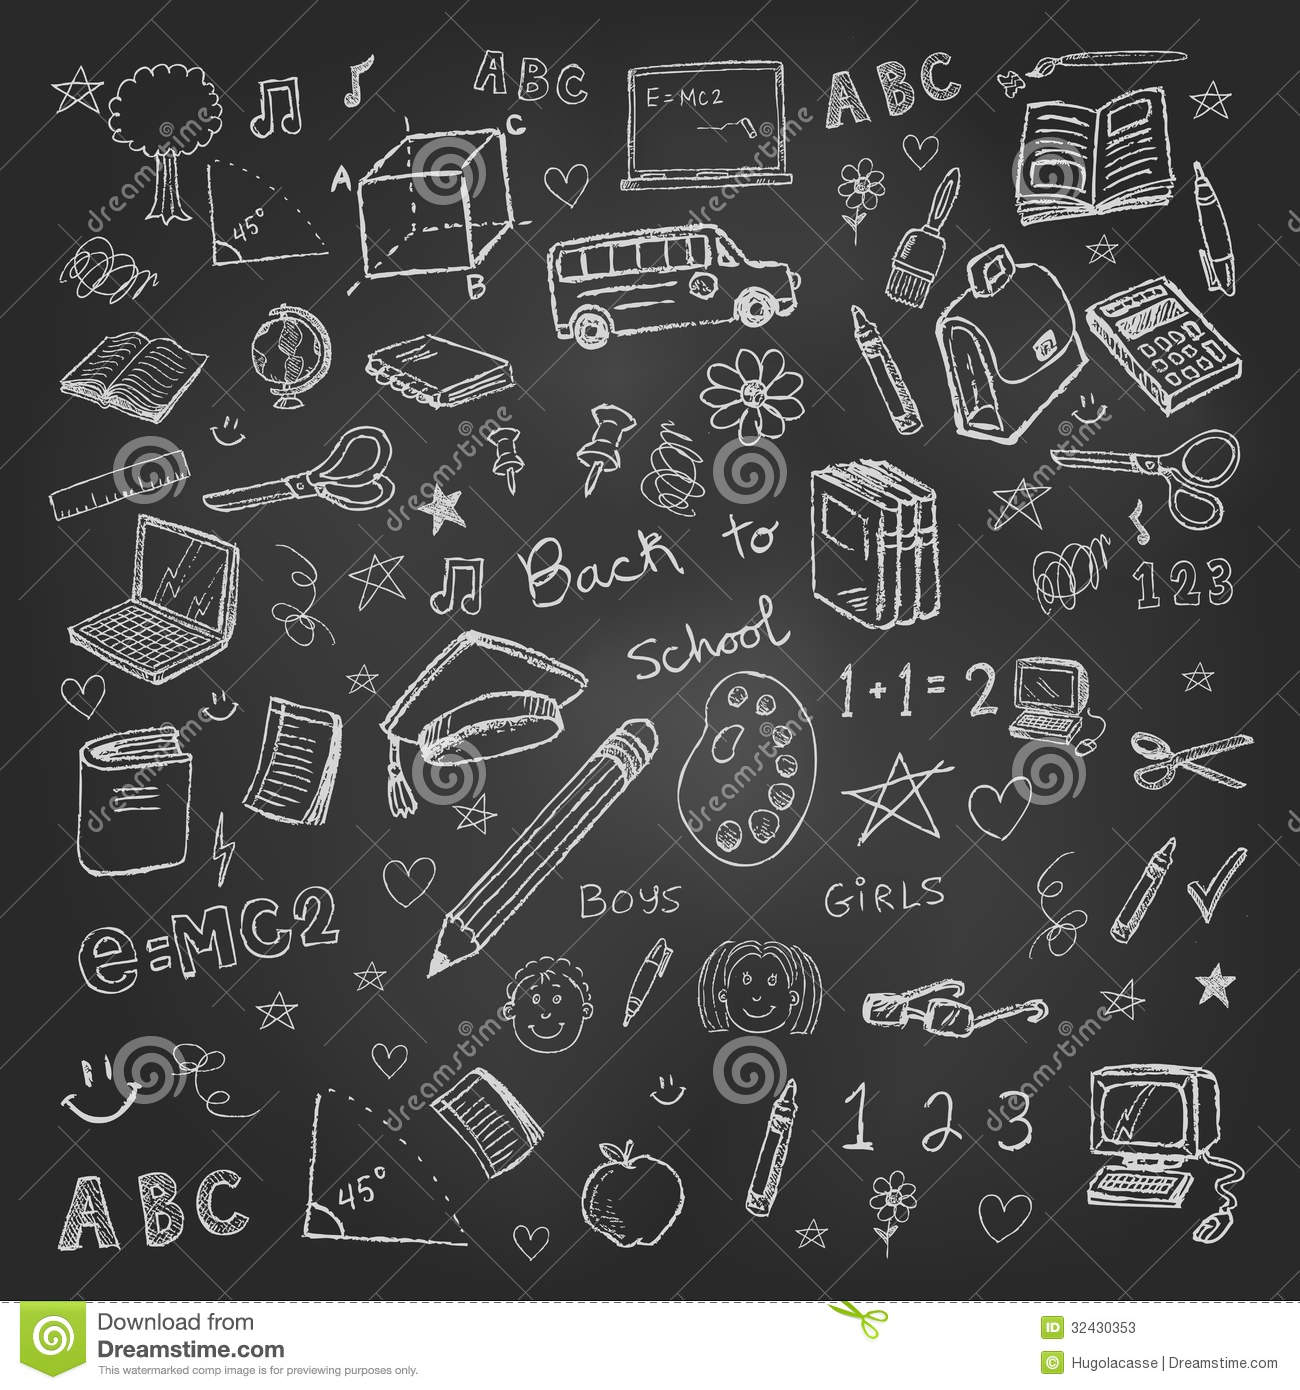 ABC
E=MC2
ABC
C
A
45°
B
Back to
school
123
1+1=2
e=MC2
BOYS
GIRLS
1 2 3
45°
ABC
Download from
Dreamstime.com
This watermarked comp image is for previewing purposes only.
ID 32430353
© Hugolacasse | Dreamstime.com
dreamstime